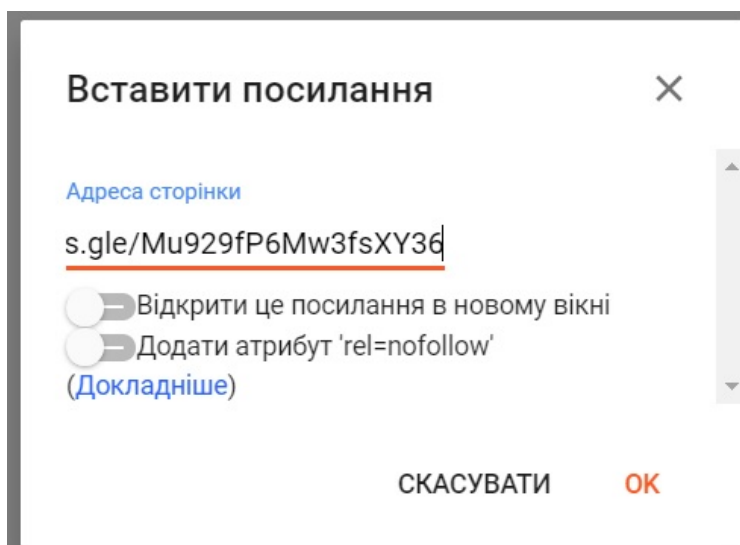 Вставити посилання
Адреса сторінки
s.gle/Mu929fP6Mw3fsXY36
Відкрити це посилання в новому вікні
Додати атрибут 'rel=nofollow'
(Докладніше)
СКАСУВАТИ OK